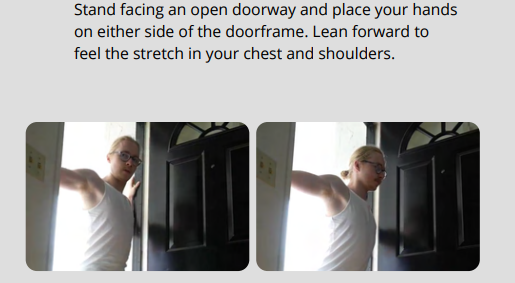 Stand facing an open doorway and place your hands
on either side of the doorframe. Lean forward to
feel the stretch in your chest and shoulders.